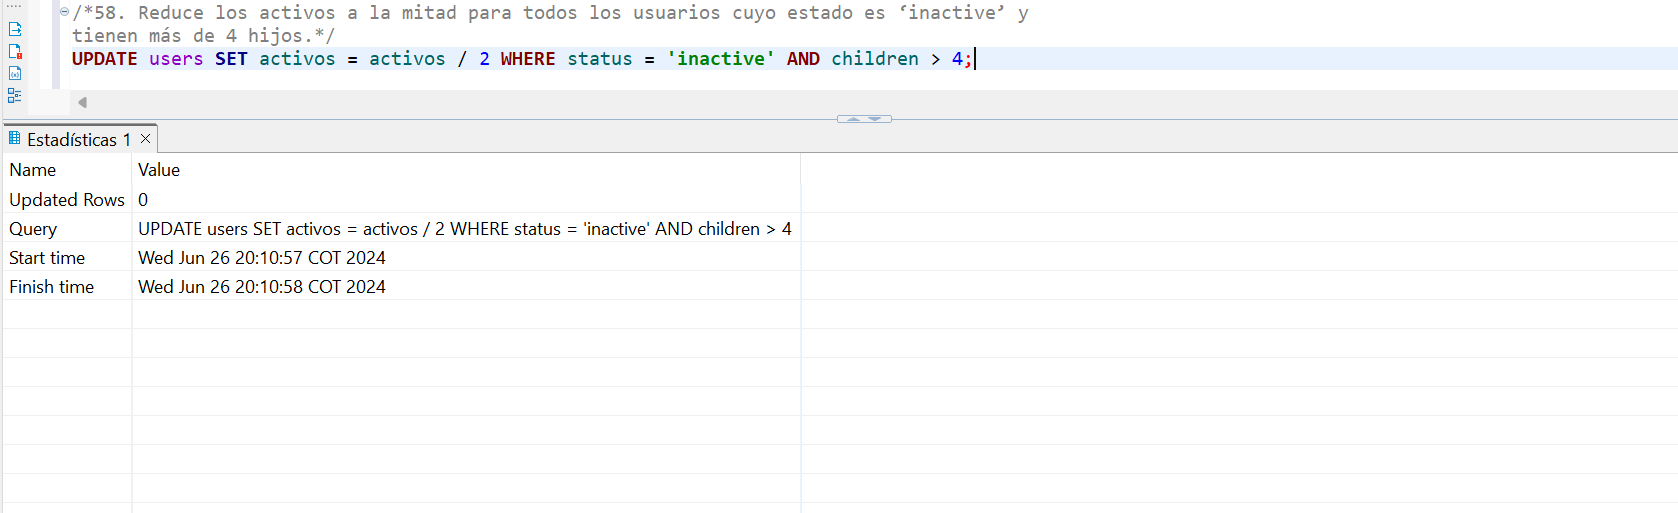 /*58. Reduce los activos a la mitad para todos los usuarios cuyo estado es ‘inactive’ y
tienen más de 4 hijos.*/
UPDATE users SET activos = activos / 2 WHERE status = 'inactive' AND children > 4;
Estadísticas 1
Name Value
Updated Rows 0
Query UPDATE users SET activos = activos / 2 WHERE status = 'inactive' AND children > 4
Start time Wed Jun 26 20:10:57 COT 2024
Finish time Wed Jun 26 20:10:58 COT 2024